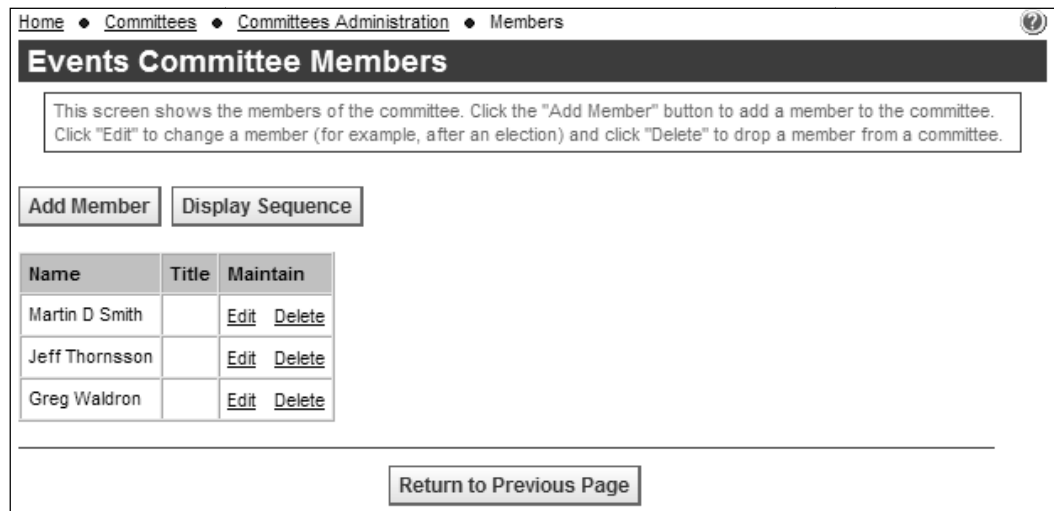 Home • Committees • Committees Administration • Members ?
Events Committee Members
This screen shows the members of the committee. Click the "Add Member" button to add a member to the committee.
Click "Edit" to change a member (for example, after an election) and click "Delete" to drop a member from a committee.
Add Member Display Sequence
Name Title Maintain
Martin D Smith Edit Delete
Jeff Thornsson Edit Delete
Greg Waldron Edit Delete
Return to Previous Page